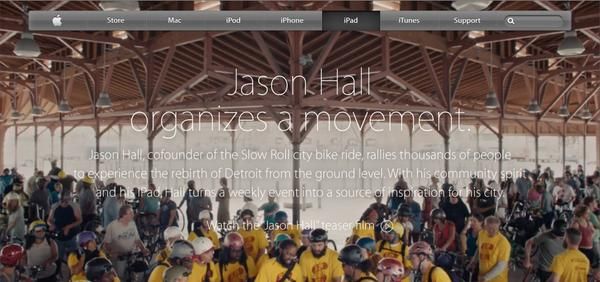 Store Mac iPod iPhone iPad iTunes Support
Jason Hall
organizes a movement.
Jason Hall, cofounder of the Slow Roll city bike ride, rallies thousands of people
to experience the rebirth of Detroit from the ground level. With his community spirit
and his iPad, Hall turns a weekly event into a source of inspiration for his city.
Watch the "Jason Hall" teaser film